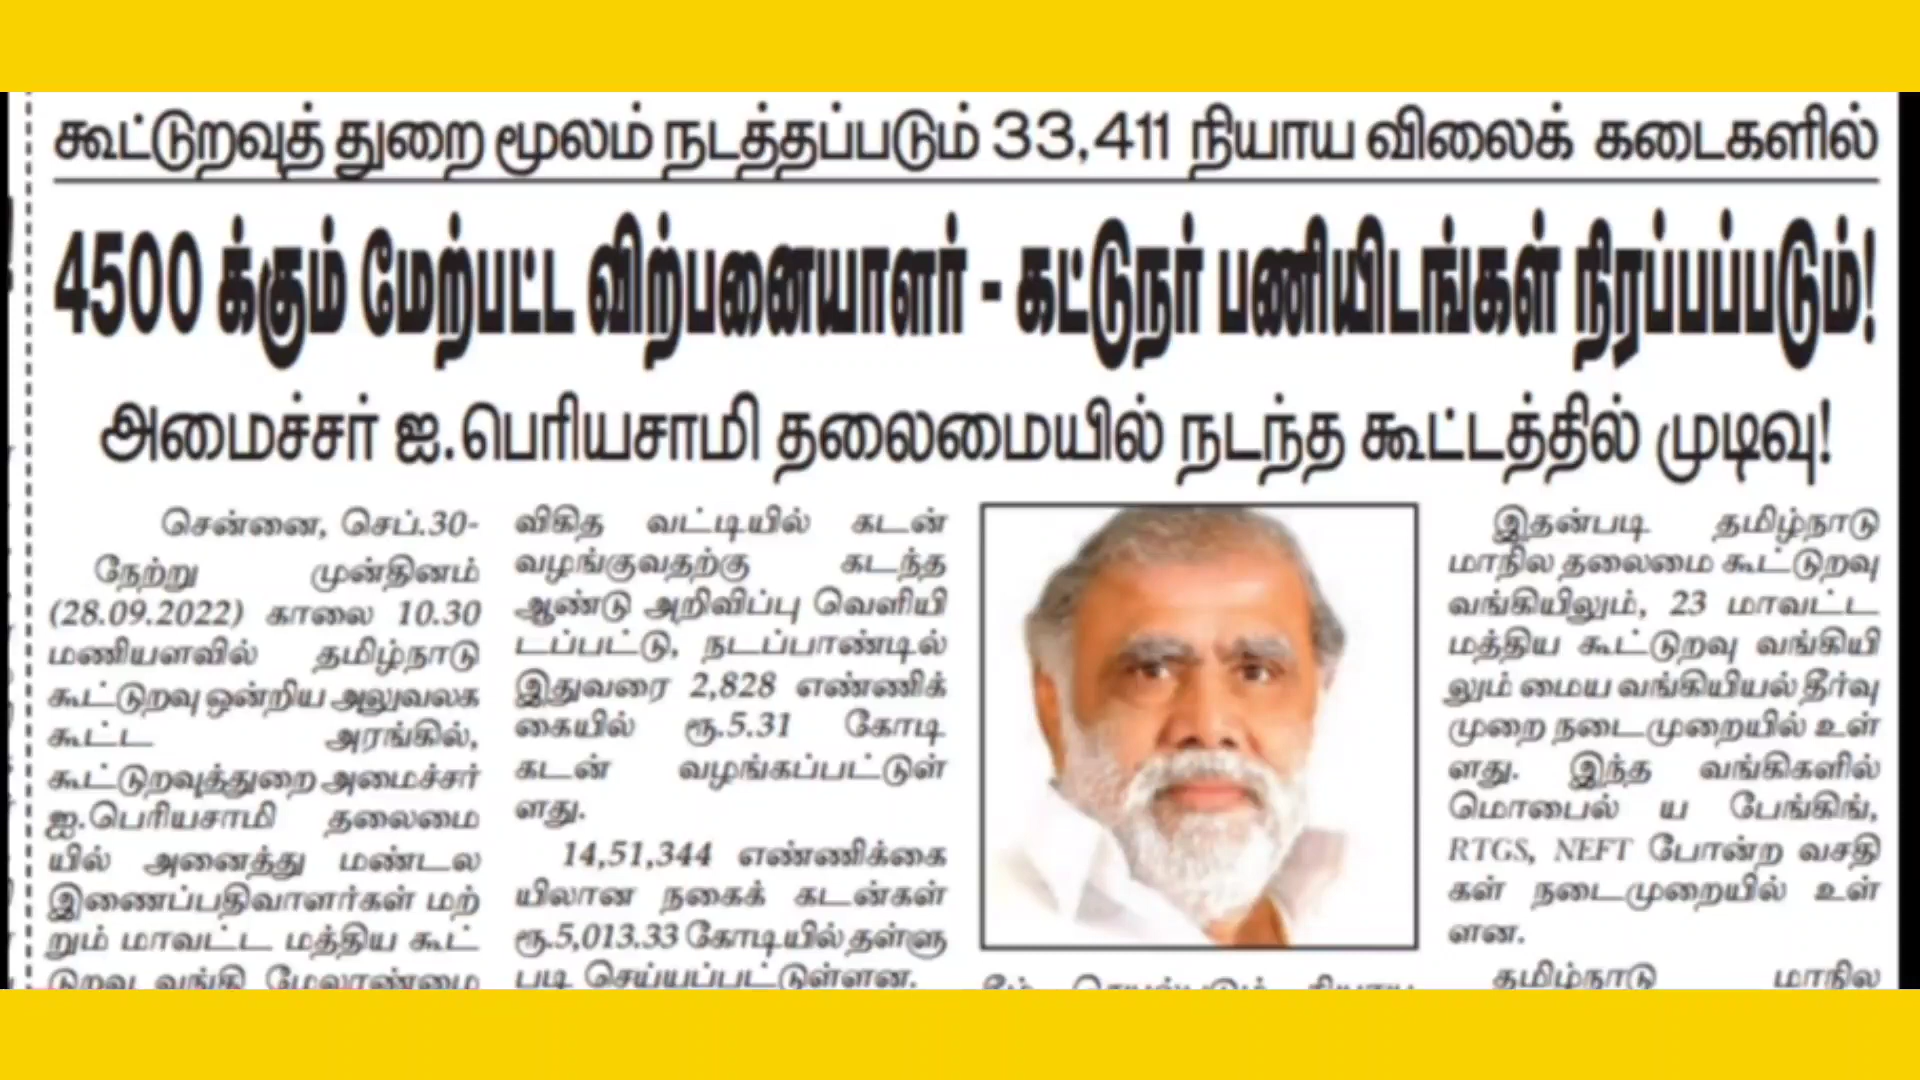 கூட்டுறவுத் துறை மூலம் நடத்தப்படும் 33,411 நியாய விலைக் கடைகளில்
4500 க்கும் மேற்பட்ட விற்பனையாளர் - கட்டுநர் பணியிடங்கள் நிரப்பப்படும்!
அமைச்சர் ஐ.பெரியசாமி தலைமையில் நடந்த கூட்டத்தில் முடிவு!
சென்னை, செப்.30-
நேற்று முன்தினம்
(28.09.2022) காலை 10.30
மணியளவில் தமிழ்நாடு
கூட்டுறவு ஒன்றிய அலுவலக
கூட்ட அரங்கில்,
கூட்டுறவுத்துறை அமைச்சர்
ஐ.பெரியசாமி தலைமை
யில் அனைத்து மண்டல
இணைப்பதிவாளர்கள் மற்
றும் மாவட்ட மத்திய கூட்
டுறவு வங்கி மேலாண்மை
விகித வட்டியில் கடன்
வழங்குவதற்கு கடந்த
ஆண்டு அறிவிப்பு வெளியி
டப்பட்டு, நடப்பாண்டில்
இதுவரை 2,828 எண்ணிக்
கையில் ரூ.5.31 கோடி
கடன் வழங்கப்பட்டுள்
ளது.
14,51,344 எண்ணிக்கை
யிலான நகைக் கடன்கள்
ரூ.5,013.33 கோடியில் தள்ளு
படி செய்யப்பட்டுள்ளன.
இதன்படி தமிழ்நாடு
மாநில தலைமை கூட்டுறவு
வங்கியிலும், 23 மாவட்ட
மத்திய கூட்டுறவு வங்கியி
லும் மைய வங்கியியல் தீர்வு
முறை நடைமுறையில் உள்
ளது. இந்த வங்கிகளில்
மொபைல் ய பேங்கிங்,
RTGS, NEFT போன்ற வசதி
கள் நடைமுறையில் உள்
ளன.
தமிழ்நாடு மாநில